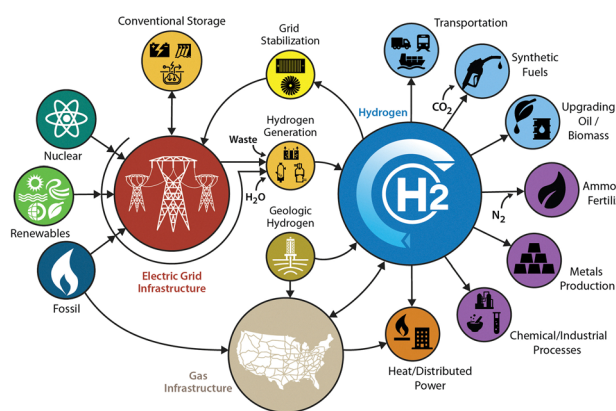 Conventional Storage
Grid
Stabilization
Transportation
Synthetic
Fuels
CO2
Hydrogen
Upgrading
Oil /
Biomass
Nuclear
Hydrogen
Generation
Waste
H2O
H2
N2
Ammo
Fertili
Renewables
Geologic
Hydrogen
Electric Grid
Infrastructure
Metals
Production
Fossil
Chemical/Industrial
Processes
Gas
Infrastructure
Heat/Distributed
Power